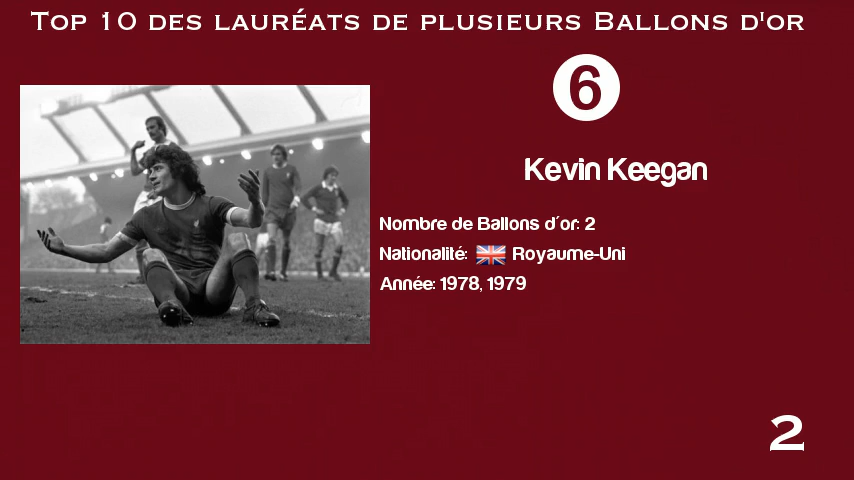 Top 10 des lauréats de plusieurs Ballons d'or
6
Kevin Keegan
Nombre de Ballons d'or: 2
Nationalité: Royaume-Uni
Année: 1978, 1979
2